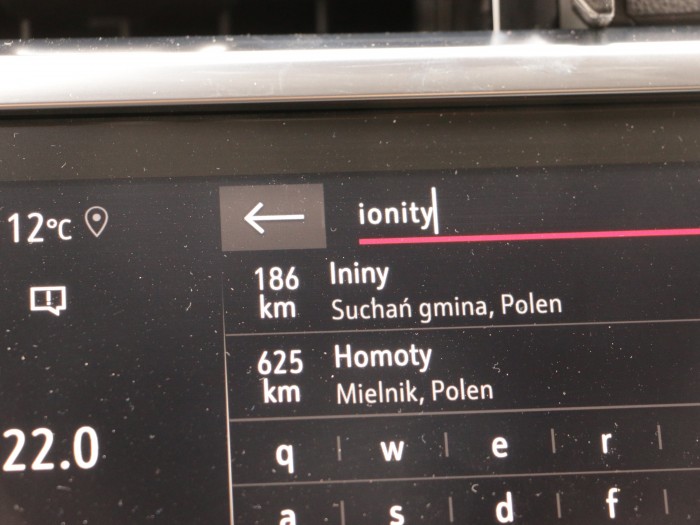 12°C
ionity
186 km
Ininy
Suchań gmina, Polen
625 km
Homoty
Mielnik, Polen
22.0
q w e r
a s d f